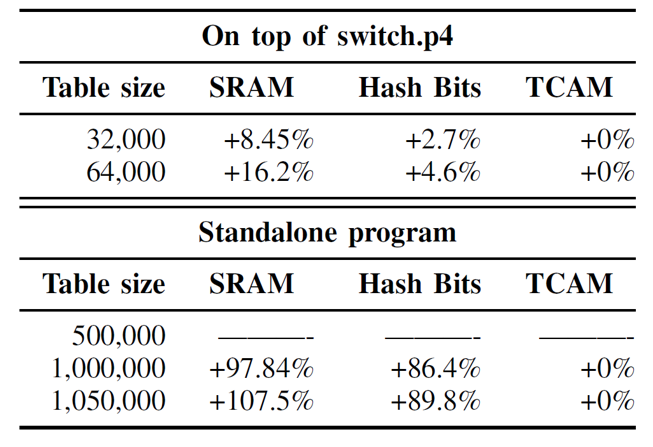 On top of switch.p4
Table size SRAM Hash Bits TCAM
32,000 +8.45% +2.7% +0%
64,000 +16.2% +4.6% +0%
Standalone program
Table size SRAM Hash Bits TCAM
500,000 ———- ———- ———-
1,000,000 +97.84% +86.4% +0%
1,050,000 +107.5% +89.8% +0%